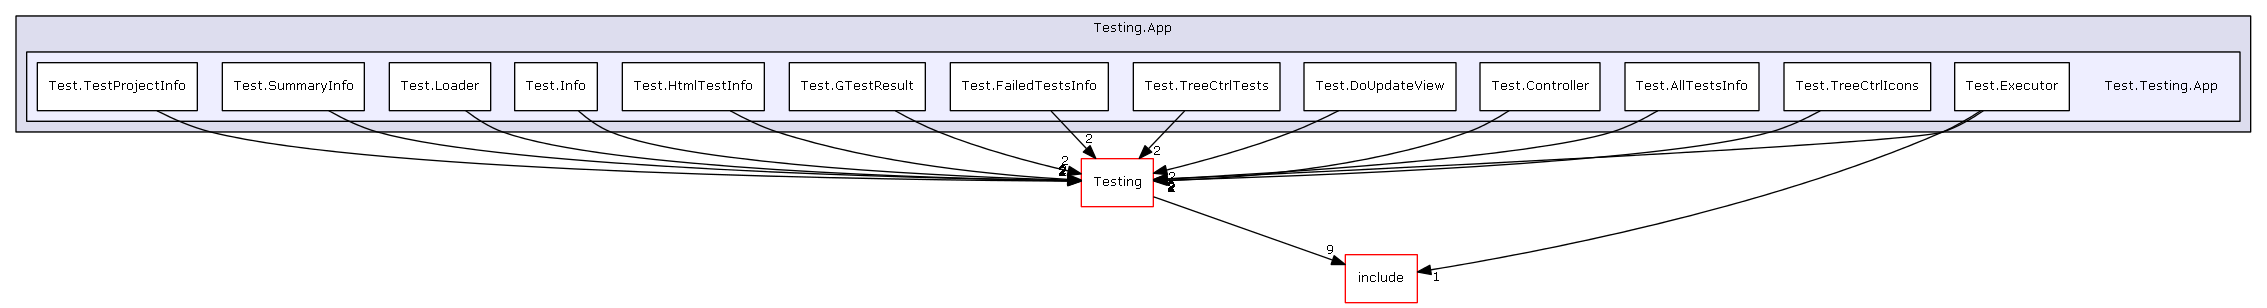 Testing.App
Test.TestProjectInfo
Test.SummaryInfo
Test.Loader
Test.Info
Test.HtmlTestInfo
Test.GTestResult
Test.FailedTestsInfo
Test.TreeCtrlTests
Test.DoUpdateView
Test.Controller
Test.AllTestsInfo
Test.TreeCtrlIcons
Test.Executor
Test.Testing.App
2
2
2
2
Testing
9
include
1